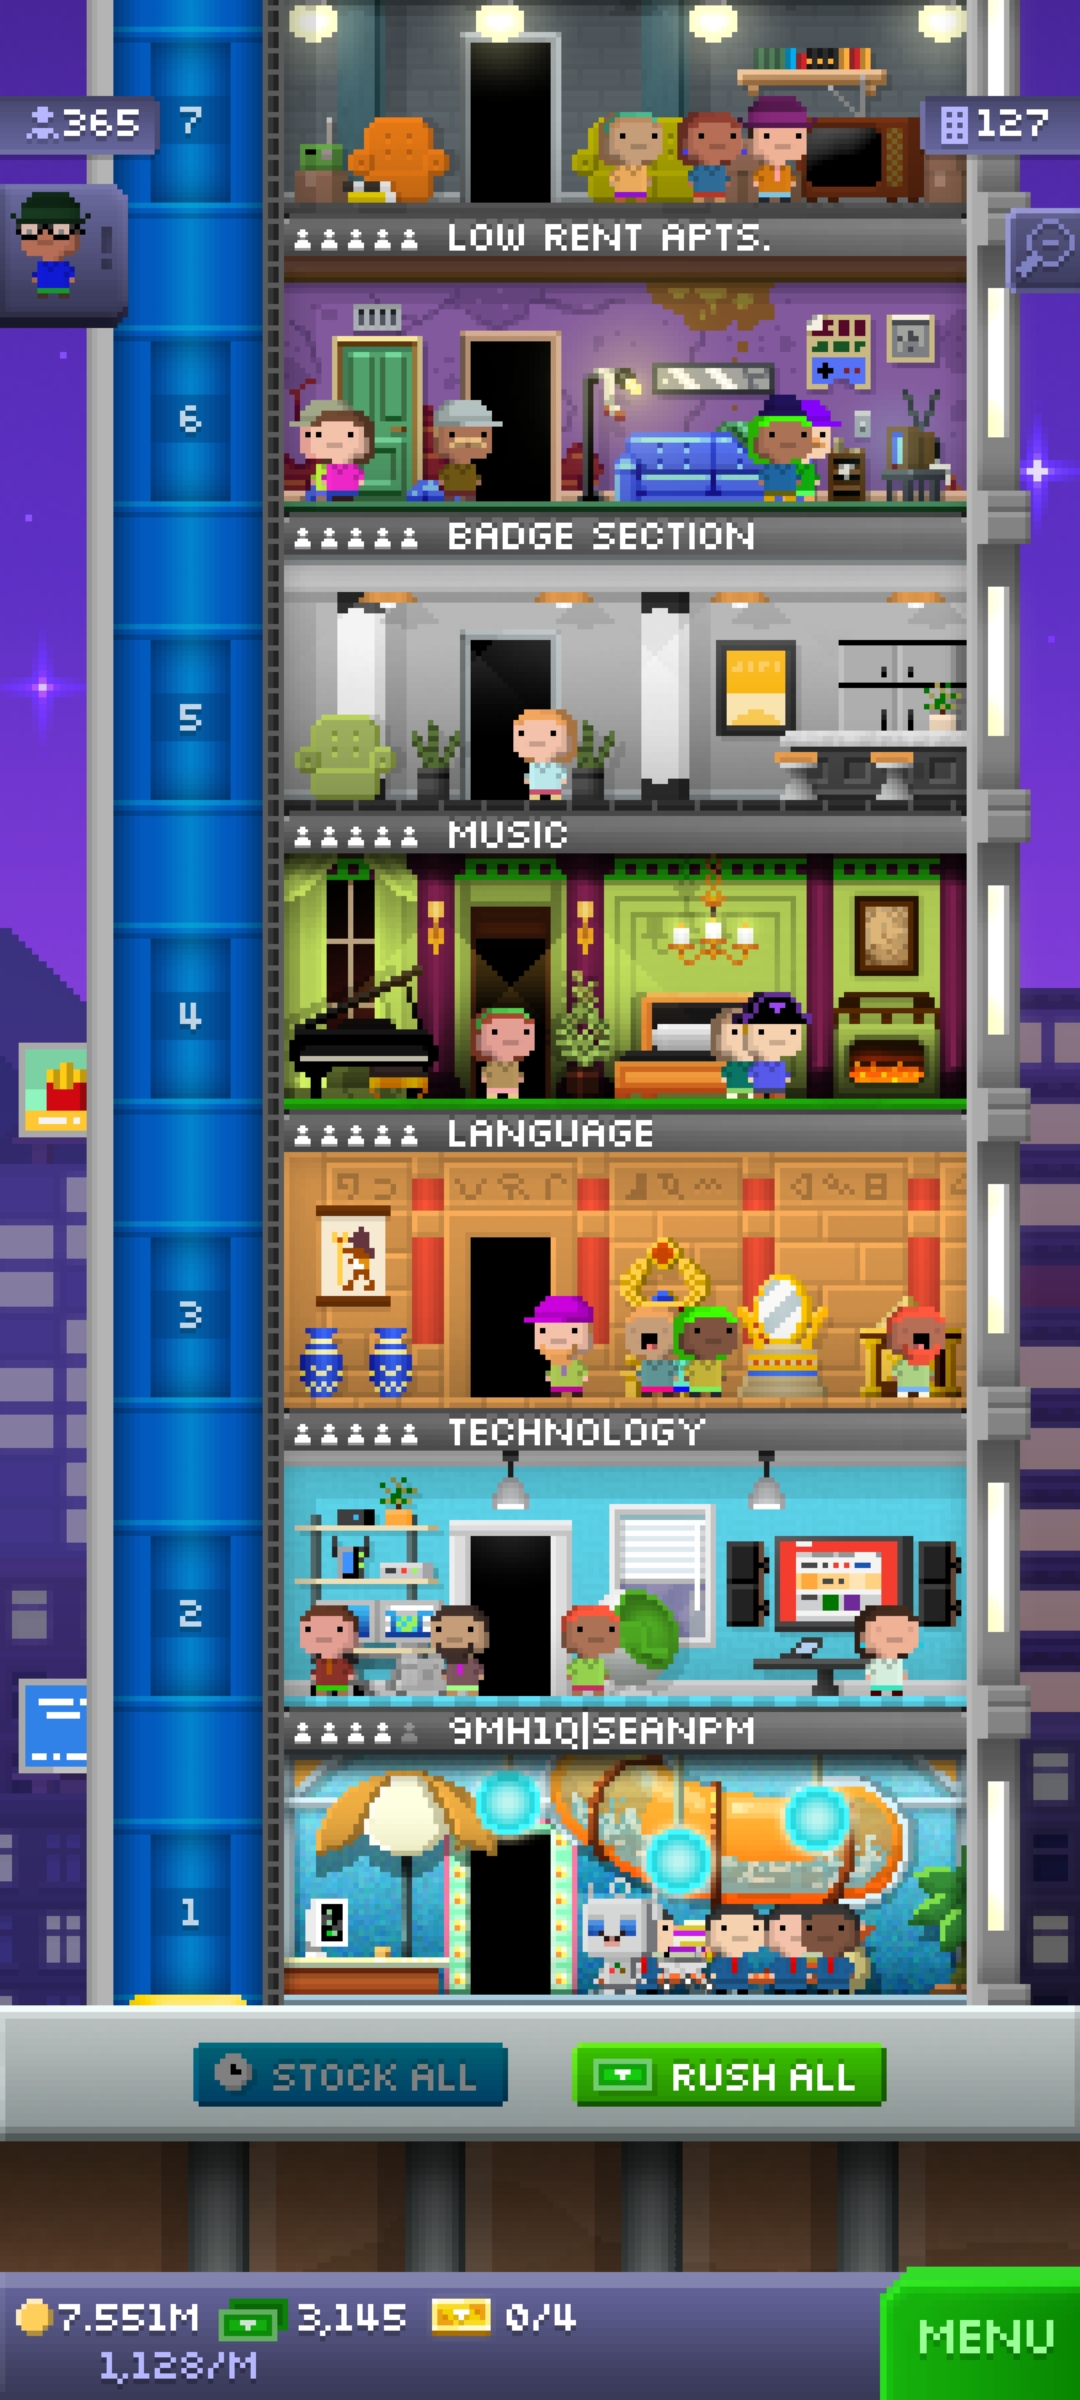 365
7
127
LOW RENT APTS.
6
BADGE SECTION
5
MUSIC
4
LANGUAGE
3
TECHNOLOGY
2
9MH1Q|SEANPM
1
STOCK ALL
RUSH ALL
7.551M
3,145
0/4
1,128/M
MENU